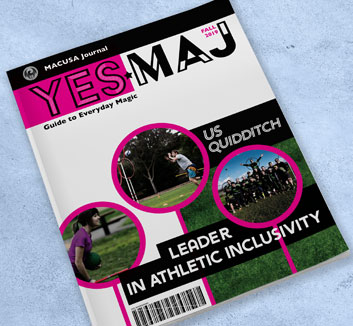 MACUSA Journal
FALL
2019
YES★MAJ
Guide to Everyday Magic
US
QUIDDITCH
LEADER
IN ATHLETIC INCLUSIVITY